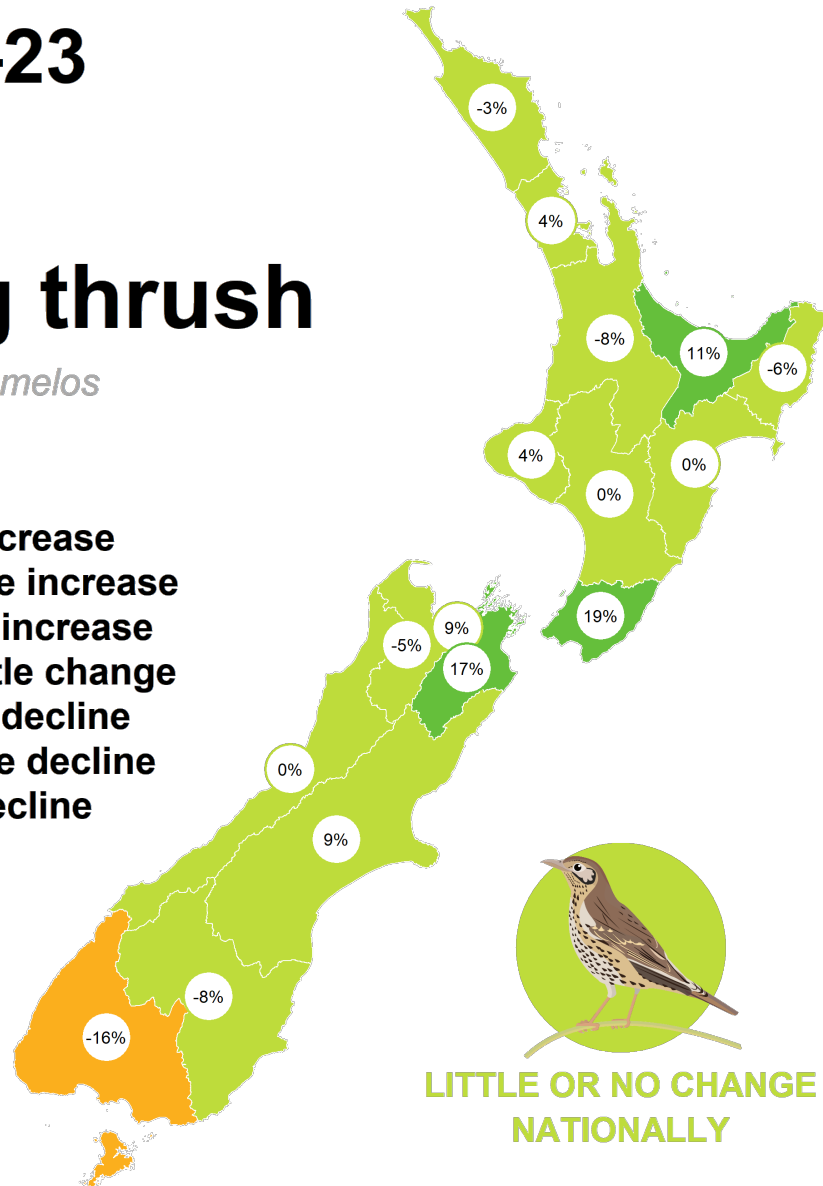 -23
g thrush
melos
crease
e increase
increase
tle change
decline
e decline
ecline
-3%
4%
-8%
11%
-6%
4%
0%
0%
19%
9%
-5%
17%
0%
9%
-8%
-16%
LITTLE OR NO CHANGE
NATIONALLY